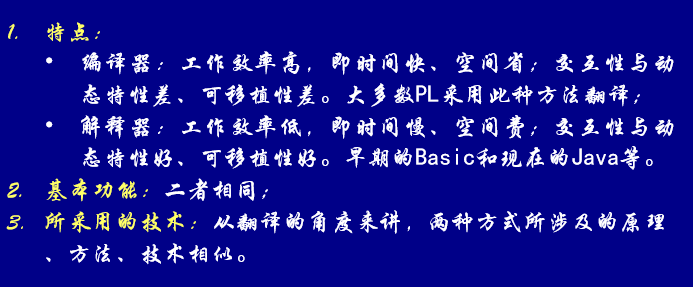 1. 特点：
• 编译器：工作效率高，即时间快、空间省；交互性与动
态特性差、可移植性差。大多数PL采用此种方法翻译；
• 解释器：工作效率低，即时间慢、空间费；交互性与动
态特性好、可移植性好。早期的Basic和现在的Java等。
2. 基本功能：二者相同；
3. 所采用的技术：从翻译的角度来讲，两种方式所涉及的原理
、方法、技术相似。